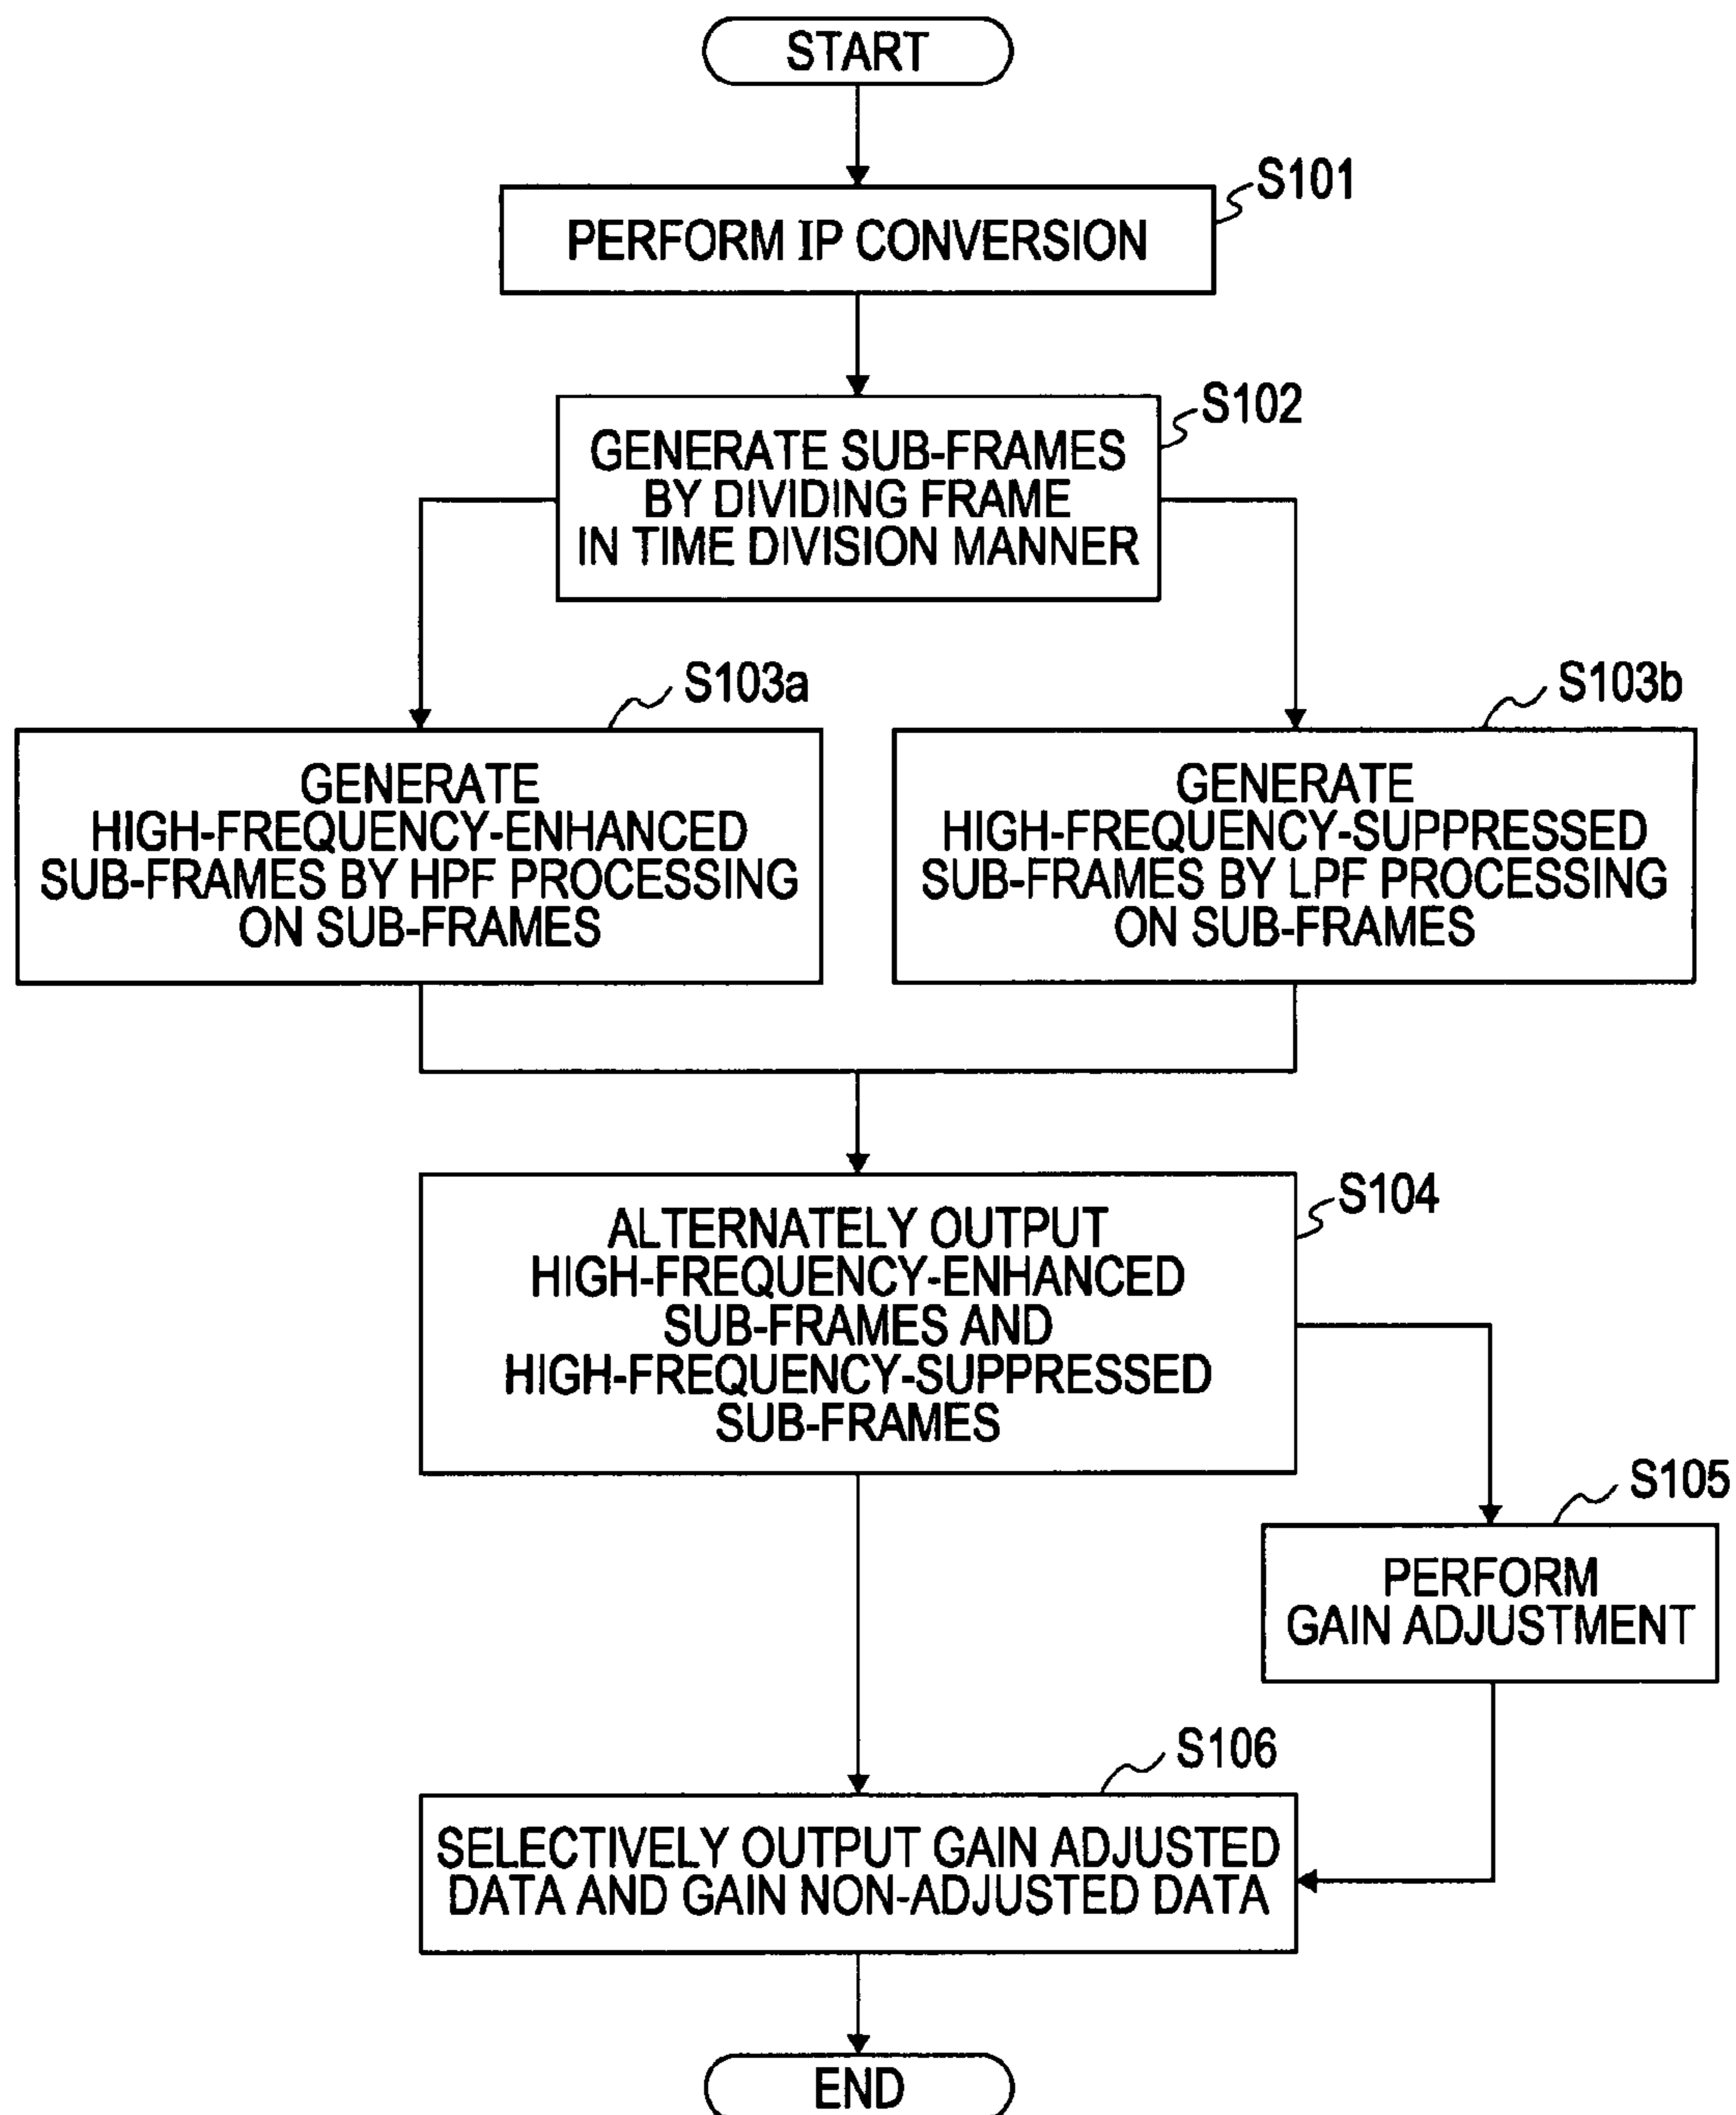 START
S101
PERFORM IP CONVERSION
S102
GENERATE SUB-FRAMES
BY DIVIDING FRAME
IN TIME DIVISION MANNER
S103a
GENERATE
HIGH-FREQUENCY-ENHANCED
SUB-FRAMES BY HPF PROCESSING
ON SUB-FRAMES
S103b
GENERATE
HIGH-FREQUENCY-SUPPRESSED
SUB-FRAMES BY LPF PROCESSING
ON SUB-FRAMES
S104
ALTERNATELY OUTPUT
HIGH-FREQUENCY-ENHANCED
SUB-FRAMES AND
HIGH-FREQUENCY-SUPPRESSED
SUB-FRAMES
S105
PERFORM
GAIN ADJUSTMENT
S106
SELECTIVELY OUTPUT GAIN ADJUSTED
DATA AND GAIN NON-ADJUSTED DATA
END